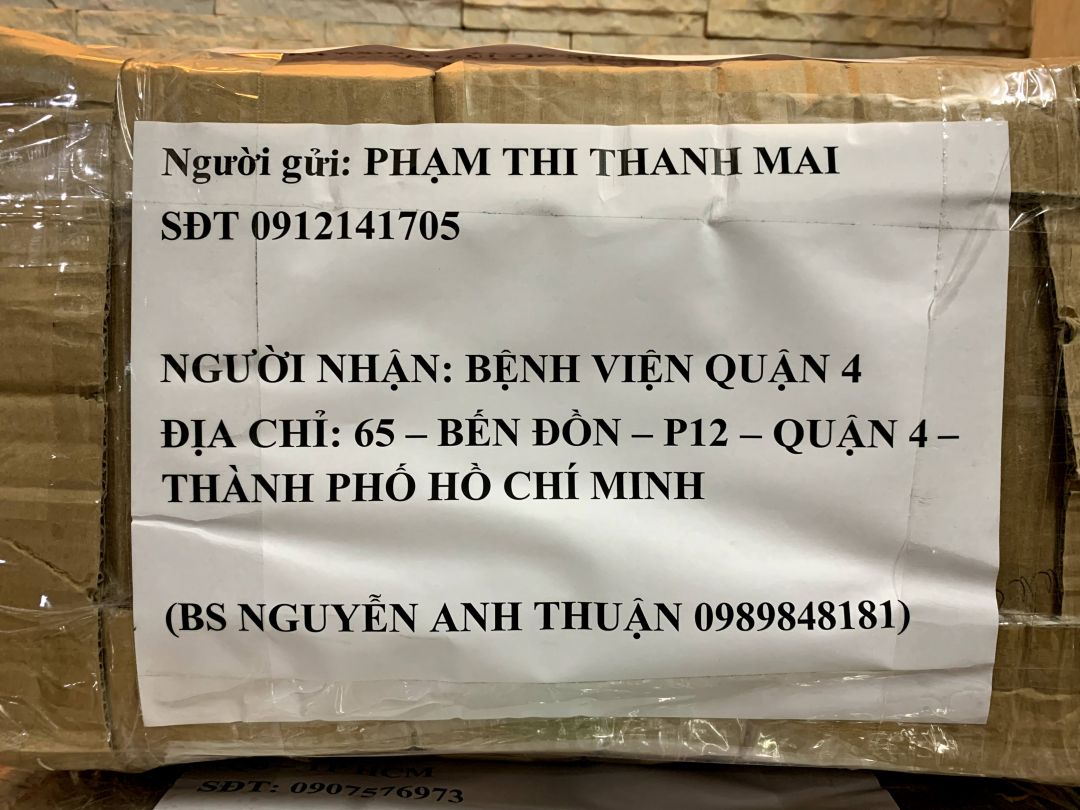 Người gửi: PHẠM THI THANH MAI
SĐT 0912141705
NGƯỜI NHẬN: BỆNH VIỆN QUẬN 4
ĐỊA CHỈ: 65 – BẾN ĐỒN – P12 – QUẬN 4 –
THÀNH PHỐ HỒ CHÍ MINH
(BS NGUYỄN ANH THUẬN 0989848181)
HCM
SĐT: 0907576973